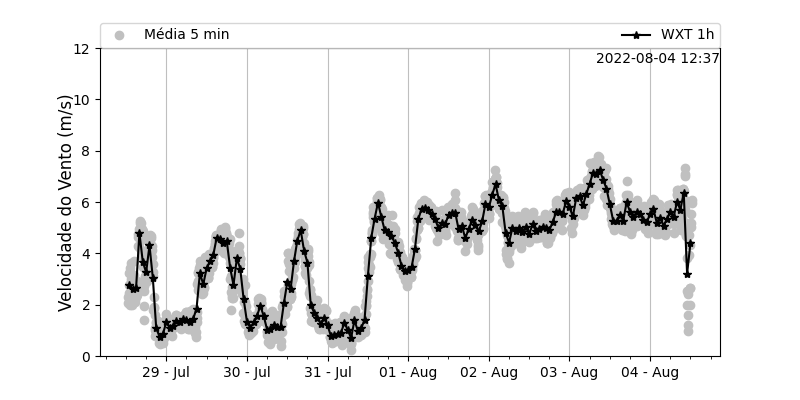 Média 5 min
WXT 1h
2022-08-04 12:37
Velocidade do Vento (m/s)
12
10
8
6
4
2
0
29 - Jul
30 - Jul
31 - Jul
01 - Aug
02 - Aug
03 - Aug
04 - Aug